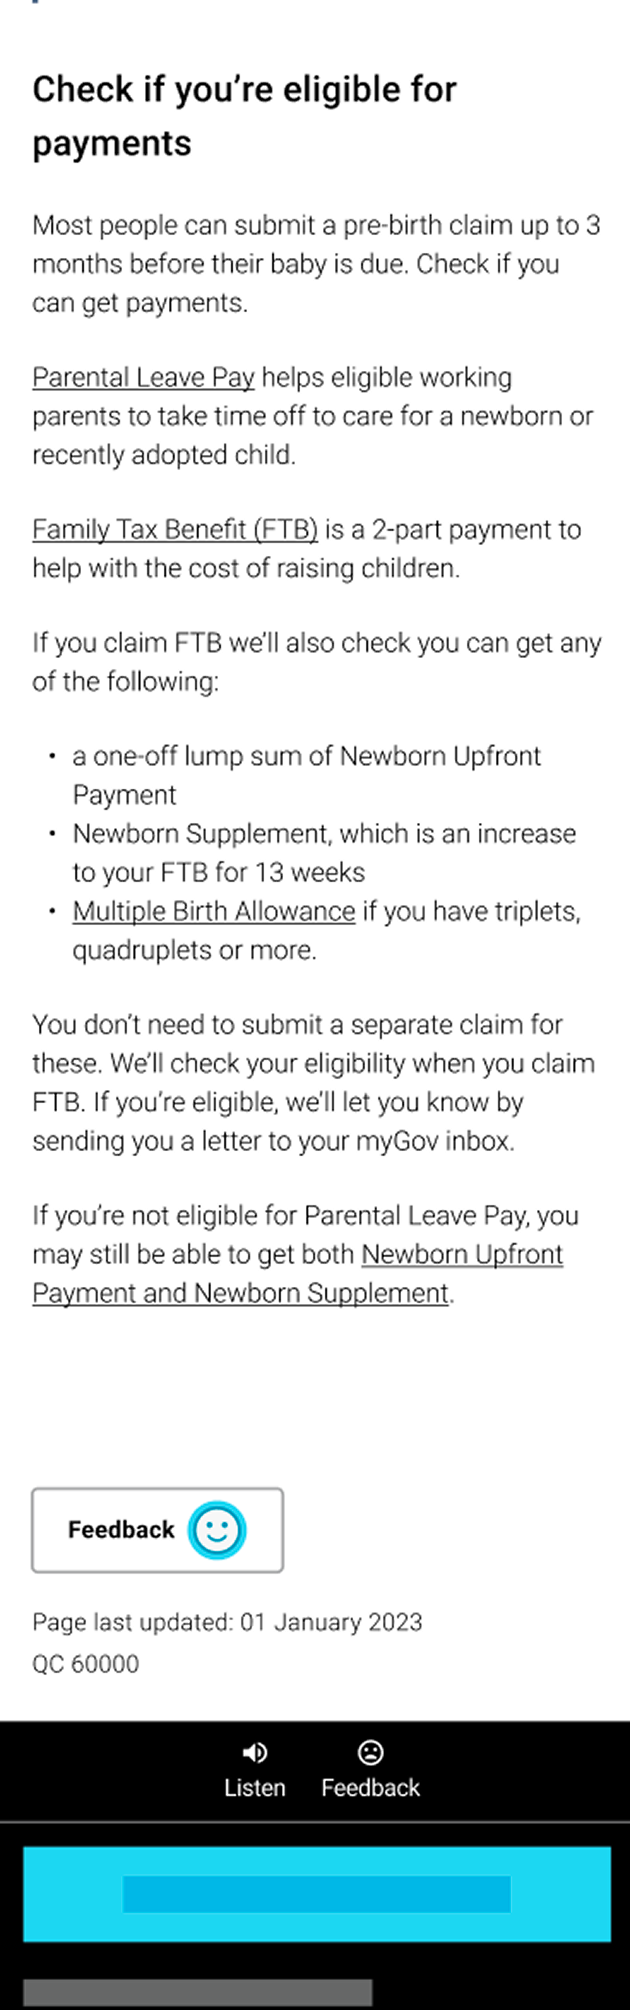 Check if you’re eligible for
payments
Most people can submit a pre-birth claim up to 3
months before their baby is due. Check if you
can get payments.
Parental Leave Pay helps eligible working
parents to take time off to care for a newborn or
recently adopted child.
Family Tax Benefit (FTB) is a 2-part payment to
help with the cost of raising children.
If you claim FTB we’ll also check you can get any
of the following:
• a one-off lump sum of Newborn Upfront
Payment
• Newborn Supplement, which is an increase
to your FTB for 13 weeks
• Multiple Birth Allowance if you have triplets,
quadruplets or more.
You don’t need to submit a separate claim for
these. We’ll check your eligibility when you claim
FTB. If you’re eligible, we’ll let you know by
sending you a letter to your myGov inbox.
If you’re not eligible for Parental Leave Pay, you
may still be able to get both Newborn Upfront
Payment and Newborn Supplement.
Feedback
Page last updated: 01 January 2023
QC 60000
Listen Feedback